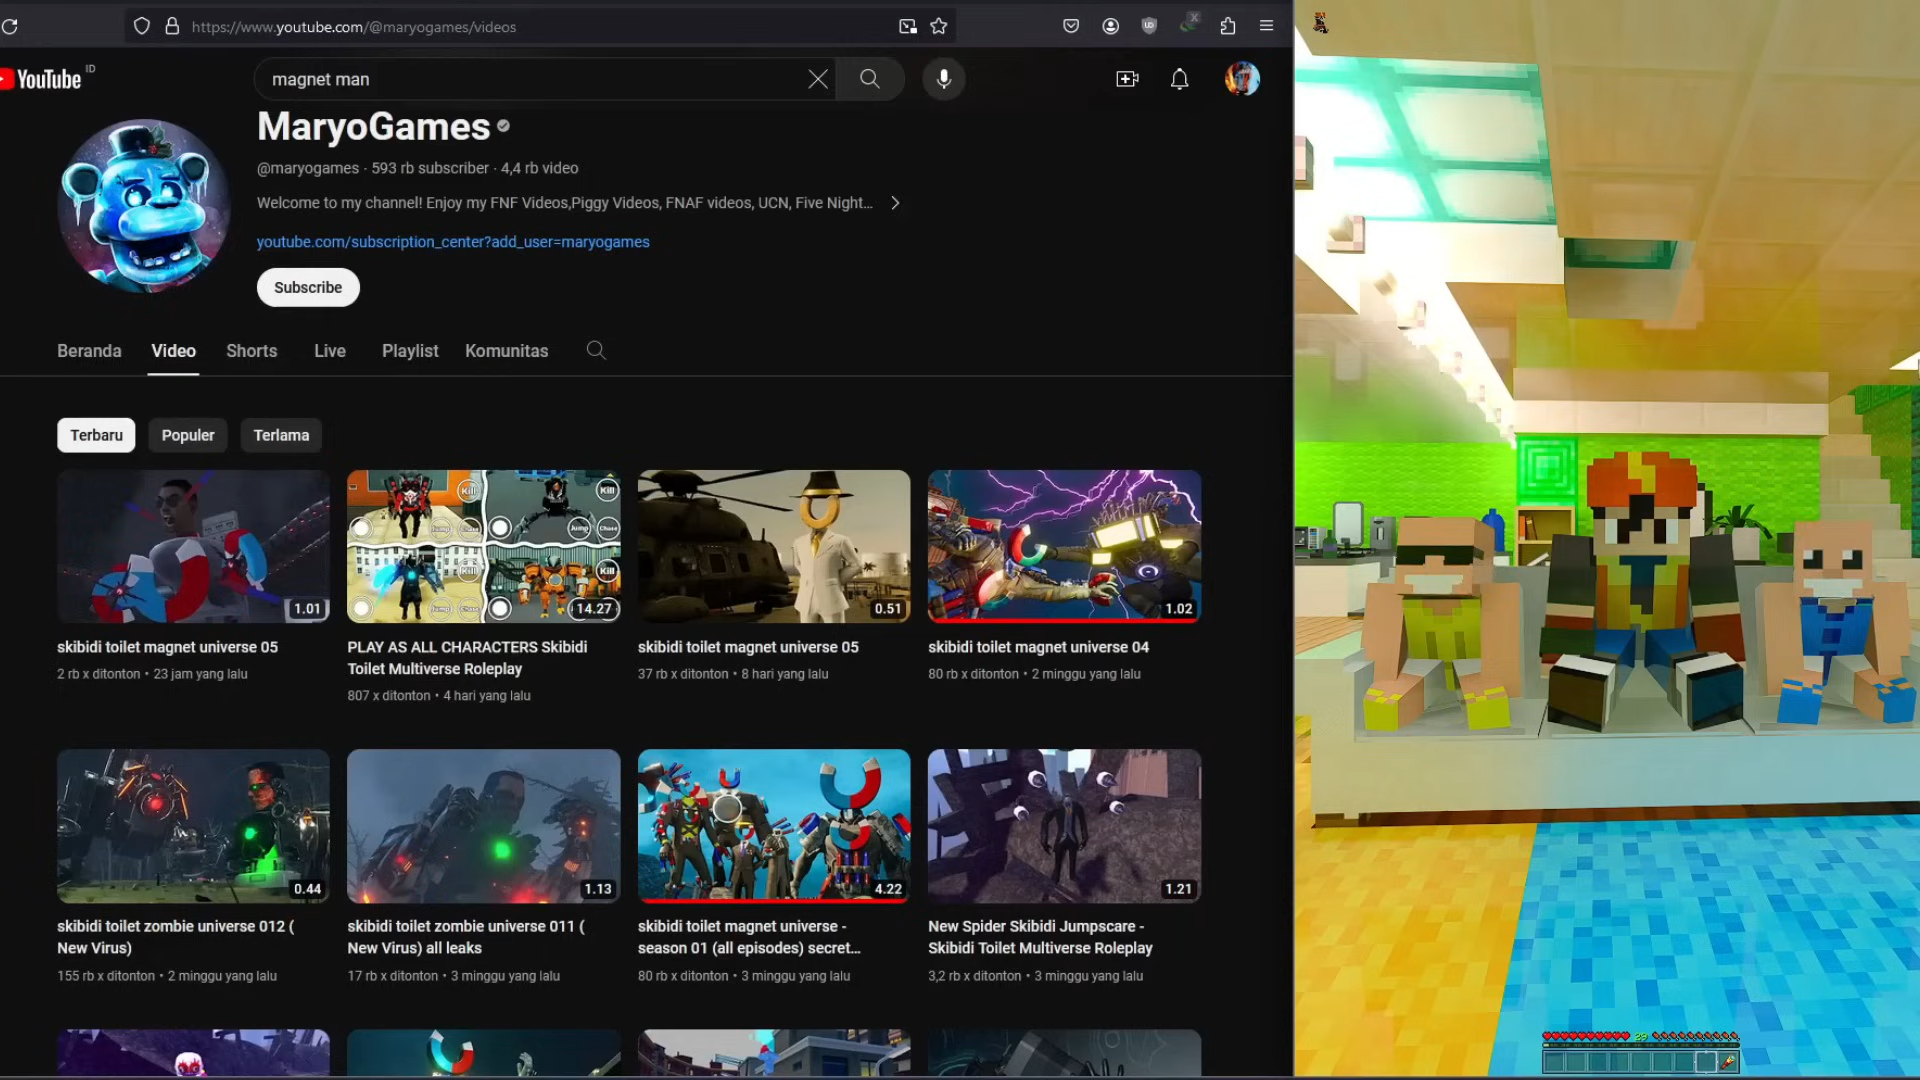 https://www.youtube.com/@maryogames/videos
YouTube ID
magnet man
MaryoGames
@maryogames · 593 rb subscriber · 4,4 rb video
Welcome to my channel! Enjoy my FNF Videos,Piggy Videos, FNAF videos, UCN, Five Night...
youtube.com/subscription_center?add_user=maryogames
Subscribe
Beranda Video Shorts Live Playlist Komunitas
Terbaru Populer Terlama
1.01
Kill Kill Jump Kill
14.27
0.51
1.02
skibidi toilet magnet universe 05
2 rb x ditonton • 23 jam yang lalu
PLAY AS ALL CHARACTERS Skibidi
Toilet Multiverse Roleplay
807 x ditonton • 4 hari yang lalu
skibidi toilet magnet universe 05
37 rb x ditonton • 8 hari yang lalu
skibidi toilet magnet universe 04
80 rb x ditonton • 2 minggu yang lalu
0.44
1.13
4.22
1.21
skibidi toilet zombie universe 012 (
New Virus)
155 rb x ditonton • 2 minggu yang lalu
skibidi toilet zombie universe 011 (
New Virus) all leaks
17 rb x ditonton • 3 minggu yang lalu
skibidi toilet magnet universe -
season 01 (all episodes) secret...
80 rb x ditonton • 3 minggu yang lalu
New Spider Skibidi Jumpscare -
Skibidi Toilet Multiverse Roleplay
3,2 rb x ditonton • 3 minggu yang lalu
29